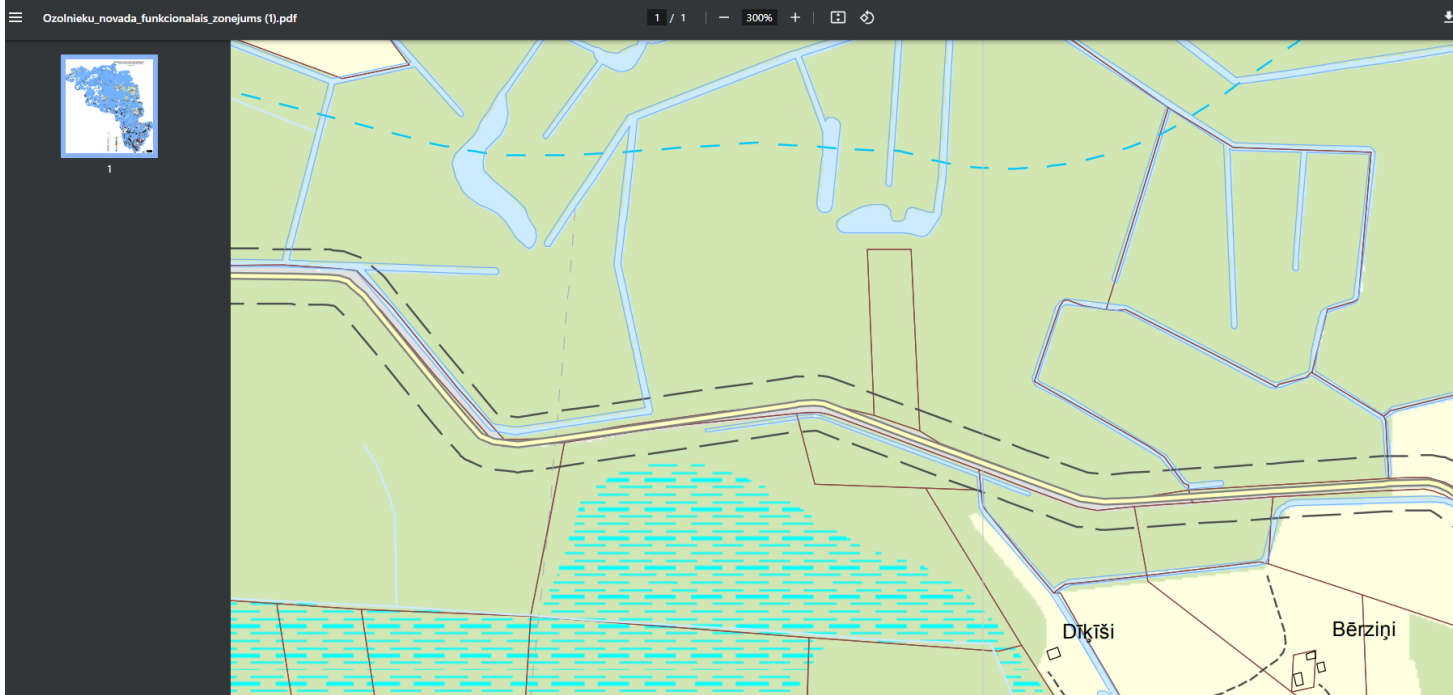 Ozolnieku_novada_funkcionalais_zonejums (1).pdf
1 / 1
300%
1
Dīķīši
Bērziņi